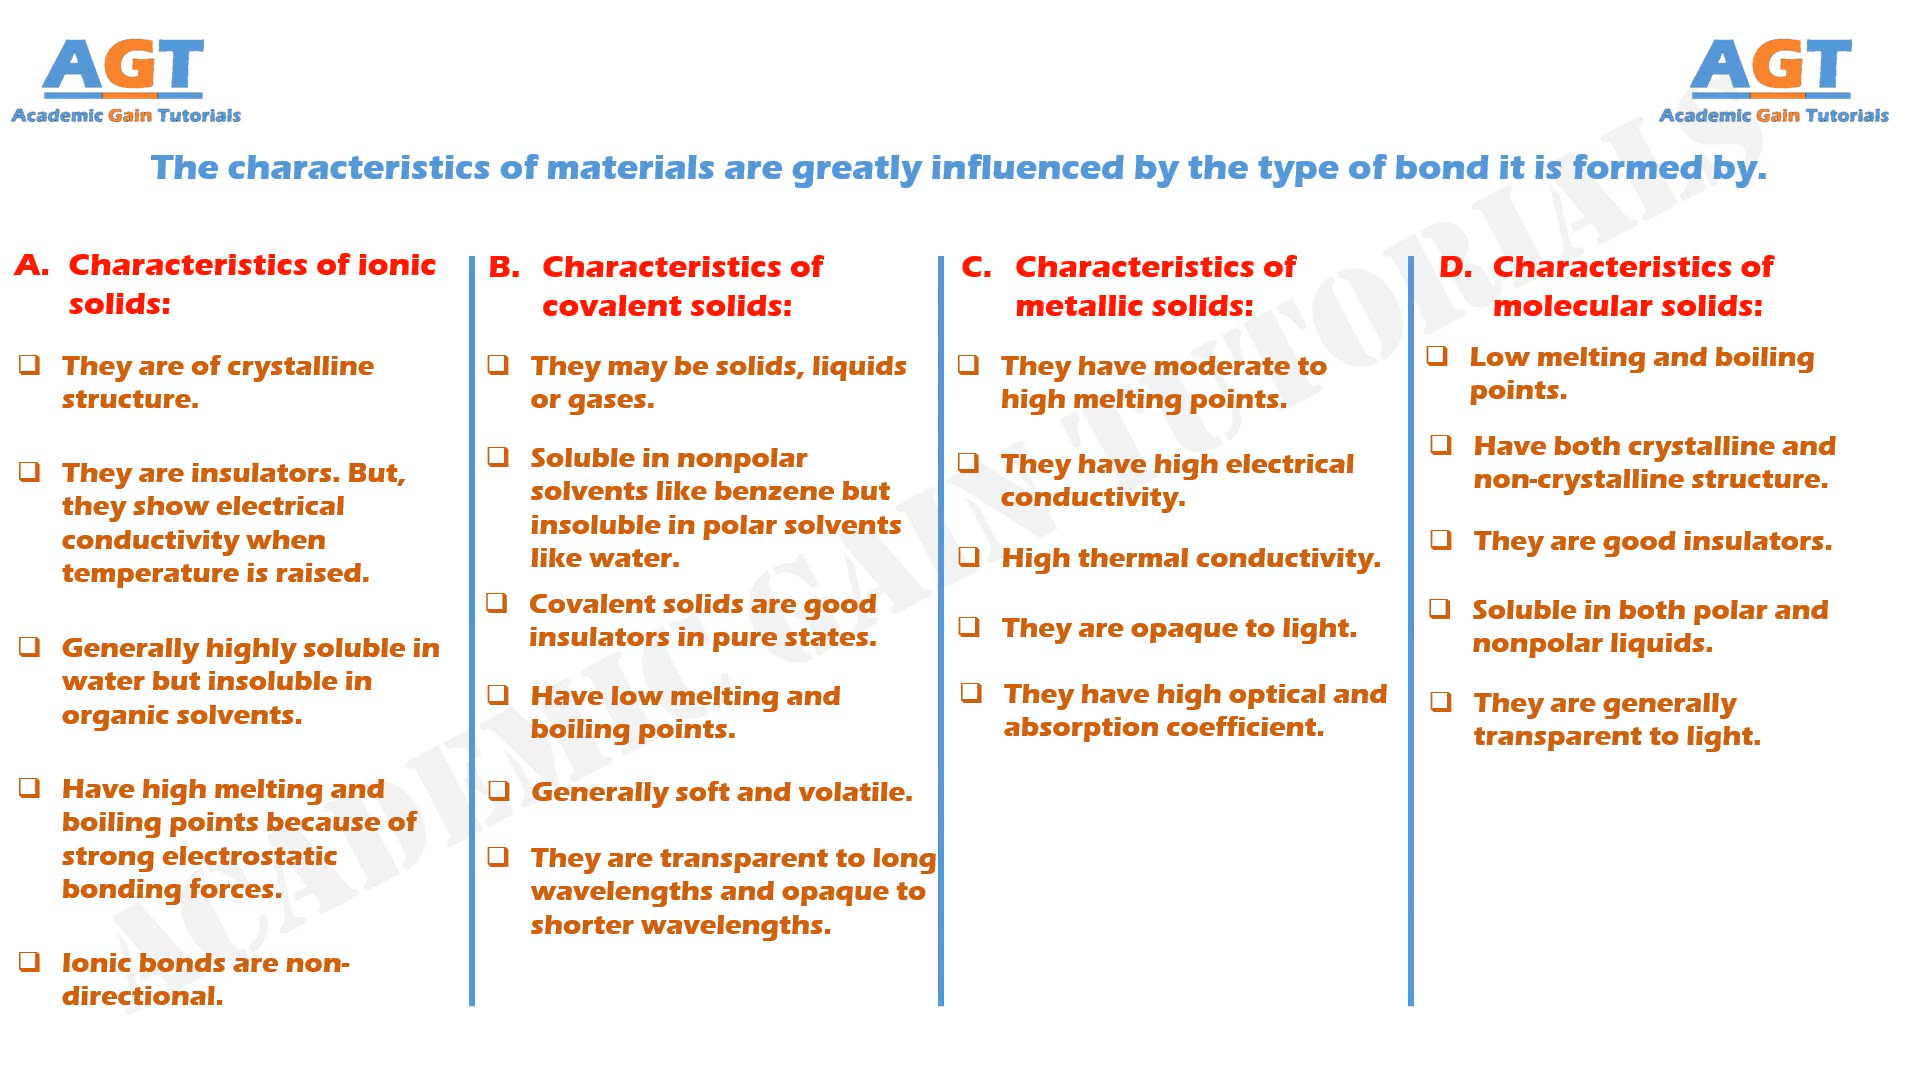 AGT
Academic Gain Tutorials
AGT
Academic Gain Tutorials
The characteristics of materials are greatly influenced by the type of bond it is formed by.
A. Characteristics of ionic
solids:
They are of crystalline
structure.
They are insulators. But,
they show electrical
conductivity when
temperature is raised.
Generally highly soluble in
water but insoluble in
organic solvents.
Have high melting and
boiling points because of
strong electrostatic
bonding forces.
Ionic bonds are non-
directional.
B. Characteristics of
covalent solids:
They may be solids, liquids
or gases.
Soluble in nonpolar
solvents like benzene but
insoluble in polar solvents
like water.
Covalent solids are good
insulators in pure states.
Have low melting and
boiling points.
Generally soft and volatile.
They are transparent to long
wavelengths and opaque to
shorter wavelengths.
C. Characteristics of
metallic solids:
They have moderate to
high melting points.
They have high electrical
conductivity.
High thermal conductivity.
They are opaque to light.
They have high optical and
absorption coefficient.
D. Characteristics of
molecular solids:
Low melting and boiling
points.
Have both crystalline and
non-crystalline structure.
They are good insulators.
Soluble in both polar and
nonpolar liquids.
They are generally
transparent to light.
ACADEMIC GAIN TUTORIALS